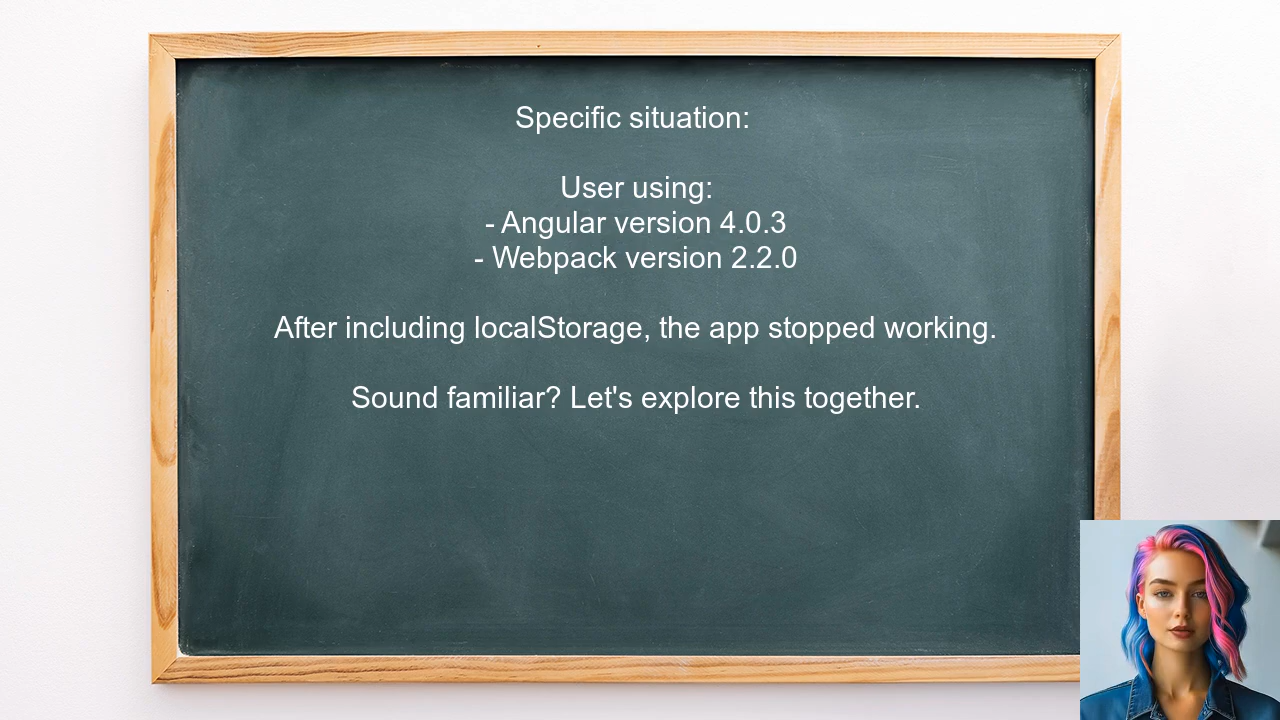 Specific situation:
User using:
- Angular version 4.0.3
- Webpack version 2.2.0
After including localStorage, the app stopped working.
Sound familiar? Let's explore this together.